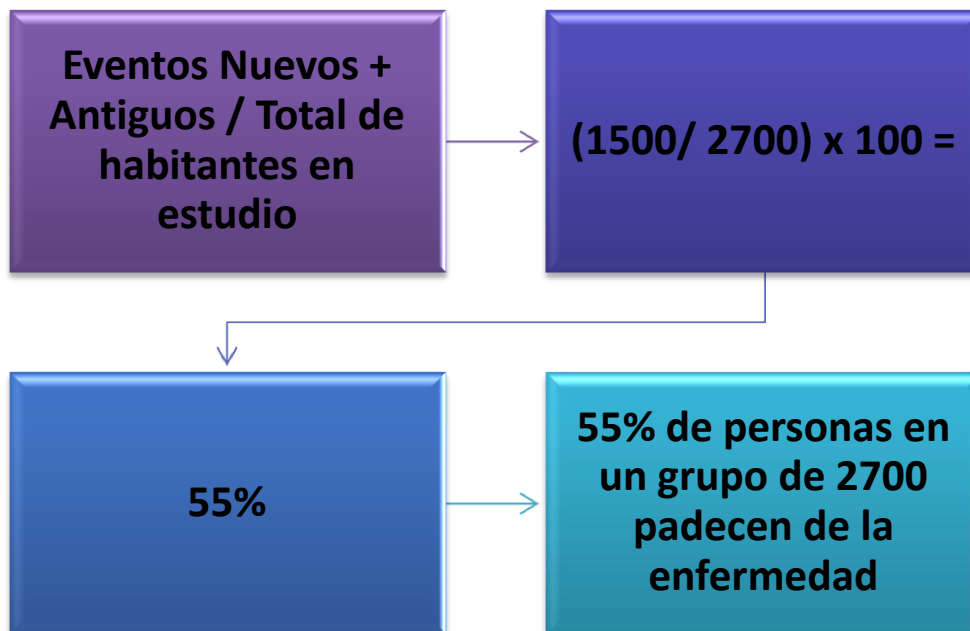 Eventos Nuevos +
Antiguos / Total de
habitantes en
estudio
(1500/ 2700) x 100 =
55%
55% de personas en
un grupo de 2700
padecen de la
enfermedad